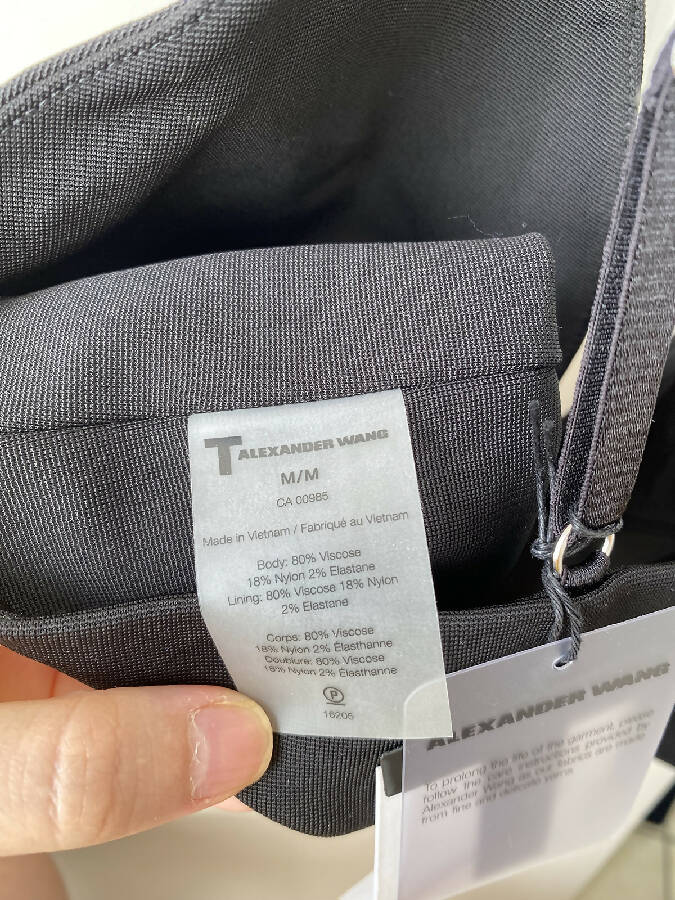 T ALEXANDER WANG
M/M
CA 00985
Made in Vietnam / Fabriqué au Vietnam
Body: 80% Viscose
18% Nylon 2% Elastane
Lining: 80% Viscose 18% Nylon
2% Elastane
Corps: 80% Viscose
18% Nylon 2% Élasthanne
Doublure: 80% Viscose
18% Nylon 2% Élasthanne
P
16206
ALEXANDER WANG
To prolong the life of the garment, please
follow the care instructions provided by
Alexander Wang as our fabrics are made
from fine and delicate yarns